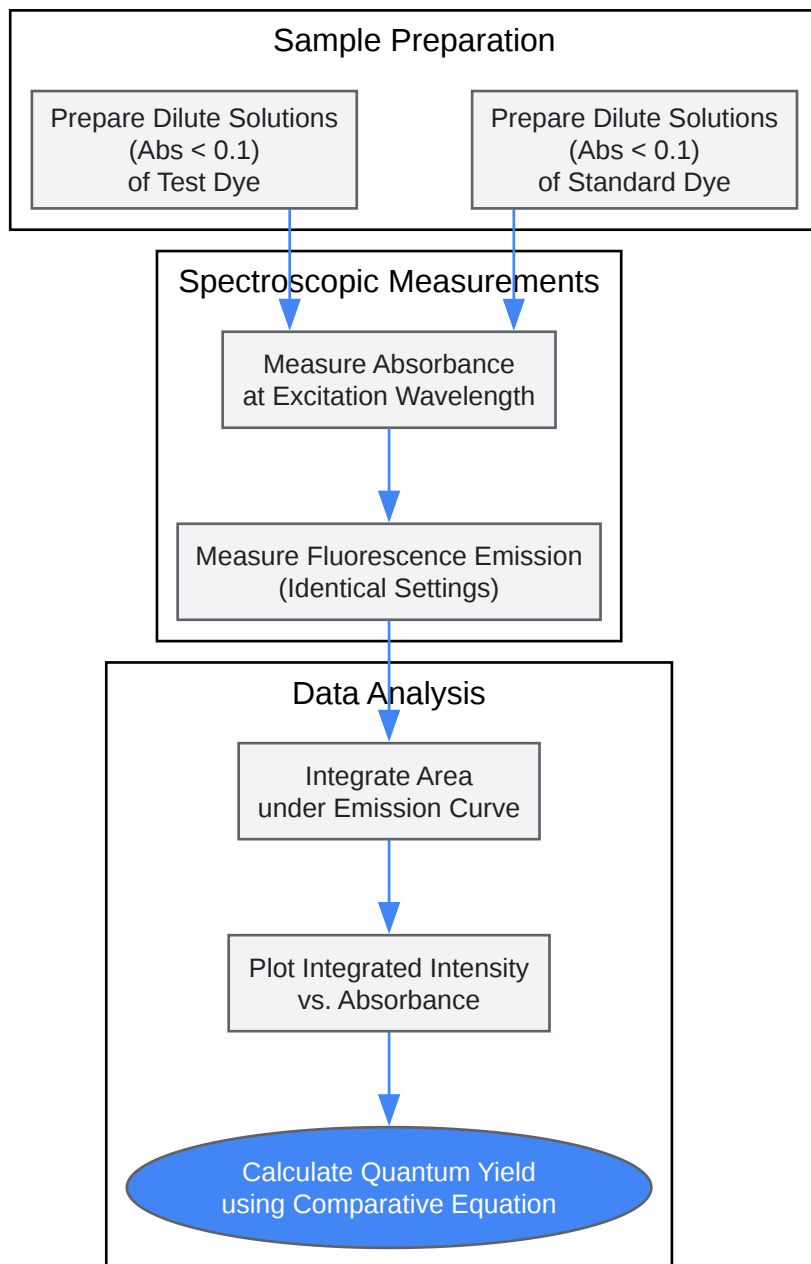 Sample Preparation
Prepare Dilute Solutions
(Abs < 0.1)
of Test Dye
Prepare Dilute Solutions
(Abs < 0.1)
of Standard Dye
Spectroscopic Measurements
Measure Absorbance
at Excitation Wavelength
Measure Fluorescence Emission
(Identical Settings)
Data Analysis
Integrate Area
under Emission Curve
Plot Integrated Intensity
vs. Absorbance
Calculate Quantum Yield
using Comparative Equation